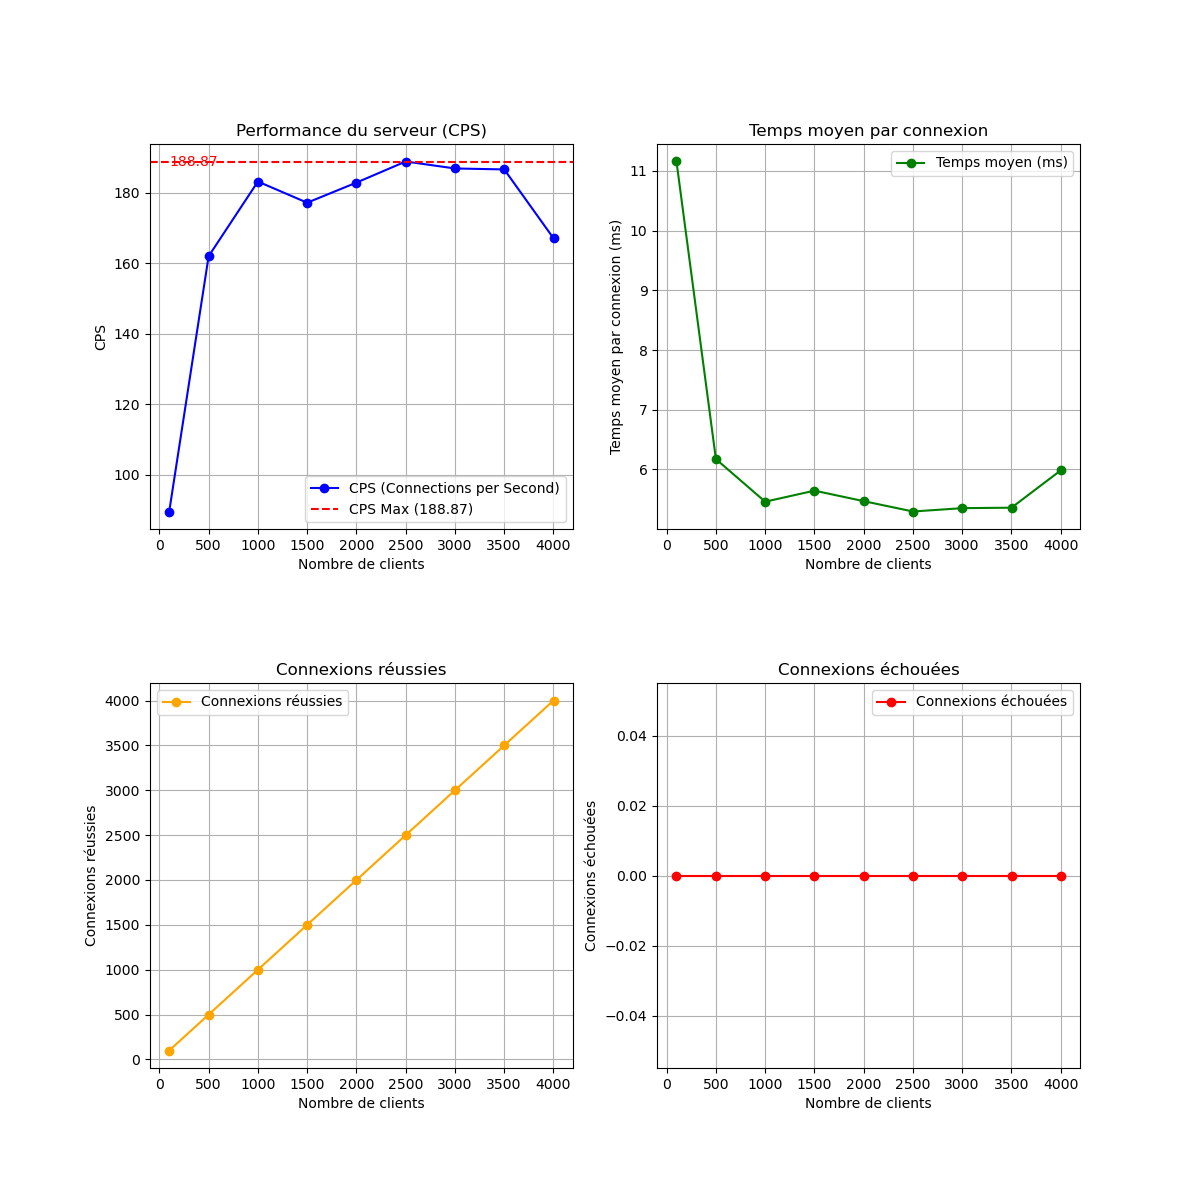 Performance du serveur (CPS)
188.87
180
160
140
120
100
CPS
CPS (Connections per Second)
CPS Max (188.87)
0 500 1000 1500 2000 2500 3000 3500 4000
Nombre de clients
Temps moyen par connexion
Temps moyen (ms)
11
10
9
8
7
6
Temps moyen par connexion (ms)
0 500 1000 1500 2000 2500 3000 3500 4000
Nombre de clients
Connexions réussies
Connexions réussies
4000
3500
3000
2500
2000
1500
1000
500
0
Connexions réussies
0 500 1000 1500 2000 2500 3000 3500 4000
Nombre de clients
Connexions échouées
Connexions échouées
0.04
0.02
0.00
−0.02
−0.04
Connexions échouées
0 500 1000 1500 2000 2500 3000 3500 4000
Nombre de clients